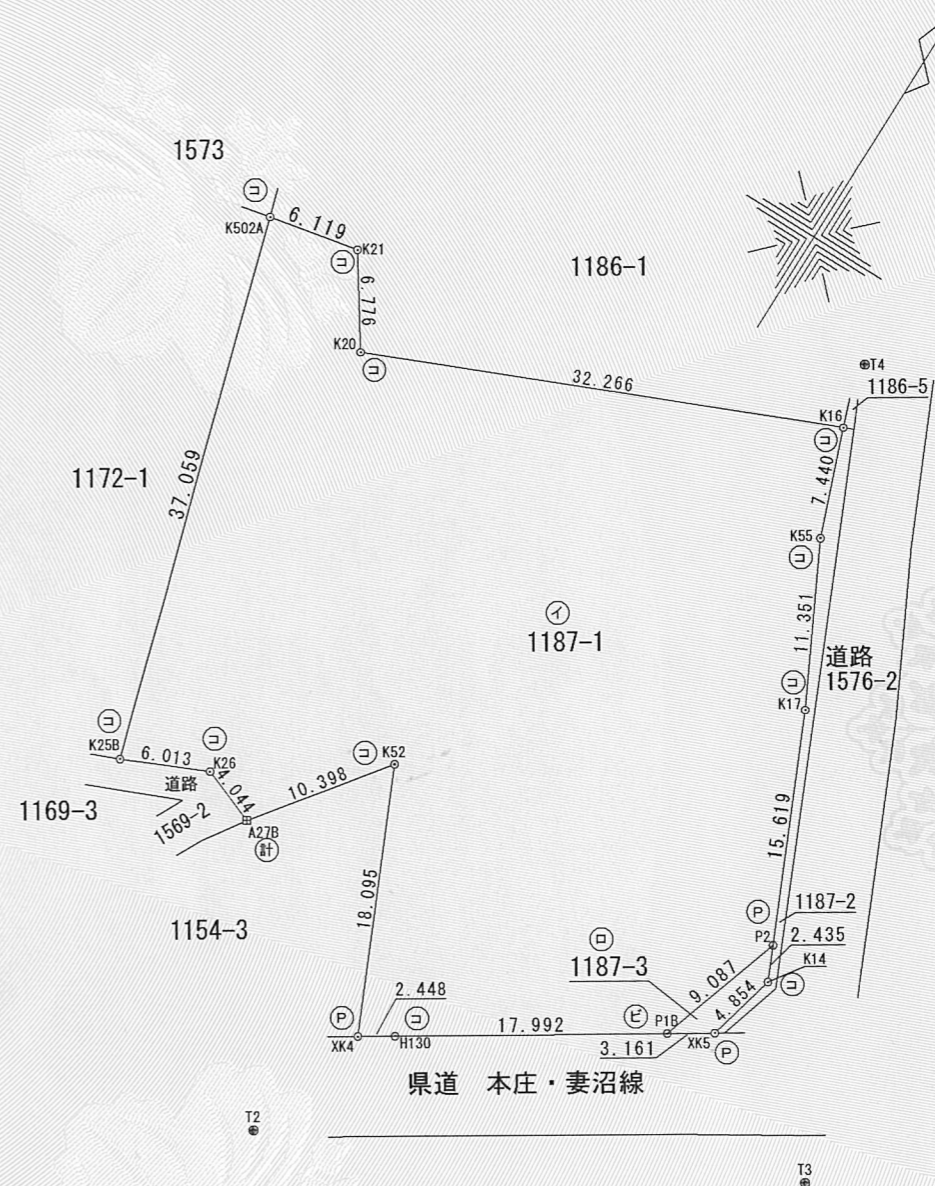 1573
コ
K502A
6.119
K21
コ
6.776
1186-1
K20
コ
32.266
T4
1186-5
K16
コ
7.440
1172-1
37.059
K55
コ
イ
1187-1
11.351
道路
1576-2
コ
K17
コ
K25B
6.013
コ
K26
道路
4.044
コ
K52
10.398
1169-3
1569-2
A27B
計
15.619
18.095
1154-3
1187-2
P
P2
2.435
ロ
1187-3
9.087
K14
コ
4.854
2.448
P
コ
XK4
H130
17.992
ビ
P1B
3.161
XK5
P
県道 本庄・妻沼線
T2
T3